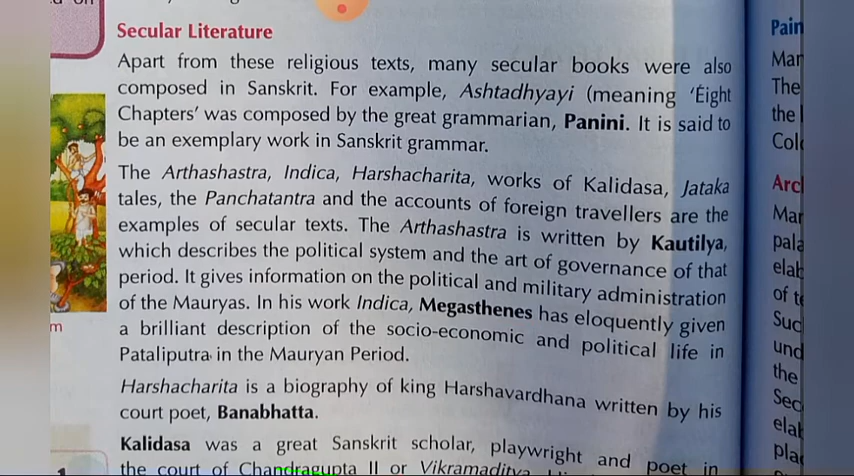 Secular Literature
Apart from these religious texts, many secular books were also
composed in Sanskrit. For example, Ashtadhyayi (meaning 'Eight
Chapters' was composed by the great grammarian, Panini. It is said to
be an exemplary work in Sanskrit grammar.
The Arthashastra, Indica, Harshacharita, works of Kalidasa, Jataka
tales, the Panchatantra and the accounts of foreign travellers are the
examples of secular texts. The Arthashastra is written by Kautilya,
which describes the political system and the art of governance of that
period. It gives information on the political and military administration
of the Mauryas. In his work Indica, Megasthenes has eloquently given
a brilliant description of the socio-economic and political life in
Pataliputra in the Mauryan Period.
Harshacharita is a biography of king Harshavardhana written by his
court poet, Banabhatta.
Kalidasa was a great Sanskrit scholar, playwright and poet in
the court of Chandragupta II or Vikramaditya.
m
1
Pain
Mar
The
the
Col
Arc
Mar
pala
elab
of t
Suc
und
the
Sec
elab
pla